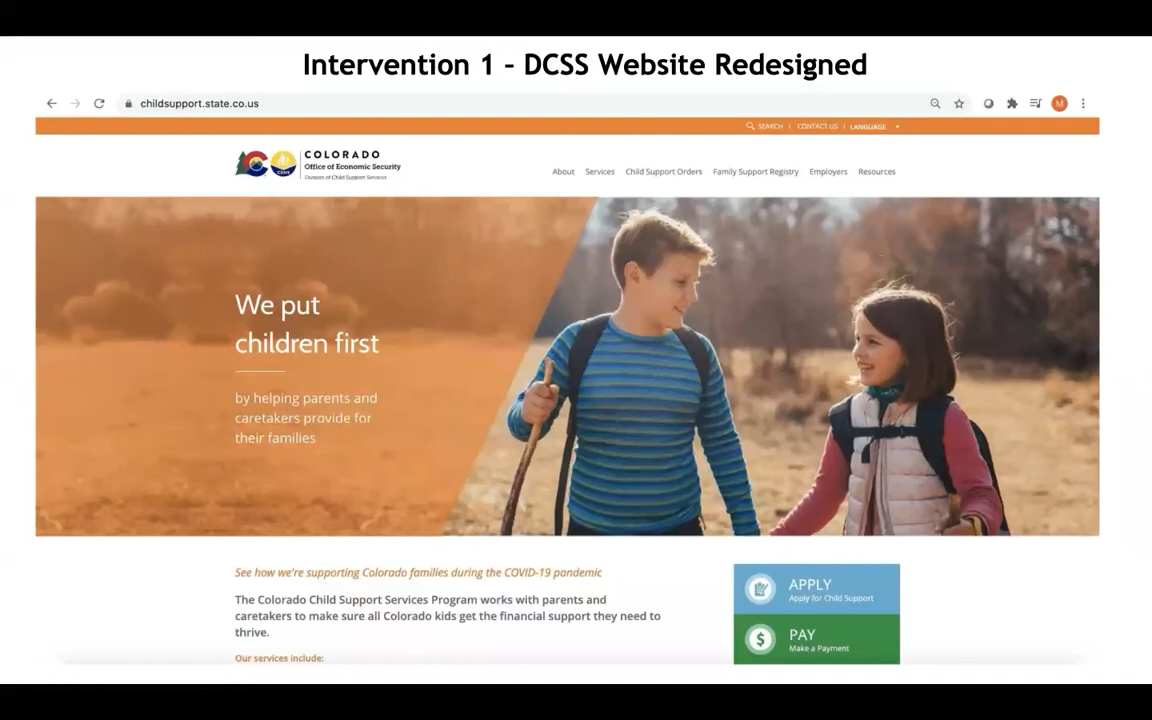 Intervention 1 – DCSS Website Redesigned
childsupport.state.co.us
M
SEARCH | CONTACT US | LANGUAGE
COLORADO
Office of Economic Security
Division of Child Support Services
CDHS
About Services Child Support Orders Family Support Registry Employers Resources
We put
children first
by helping parents and
caretakers provide for
their families
See how we're supporting Colorado families during the COVID-19 pandemic
The Colorado Child Support Services Program works with parents and
caretakers to make sure all Colorado kids get the financial support they need to
thrive.
Our services include:
APPLY
Apply for Child Support
$
PAY
Make a Payment